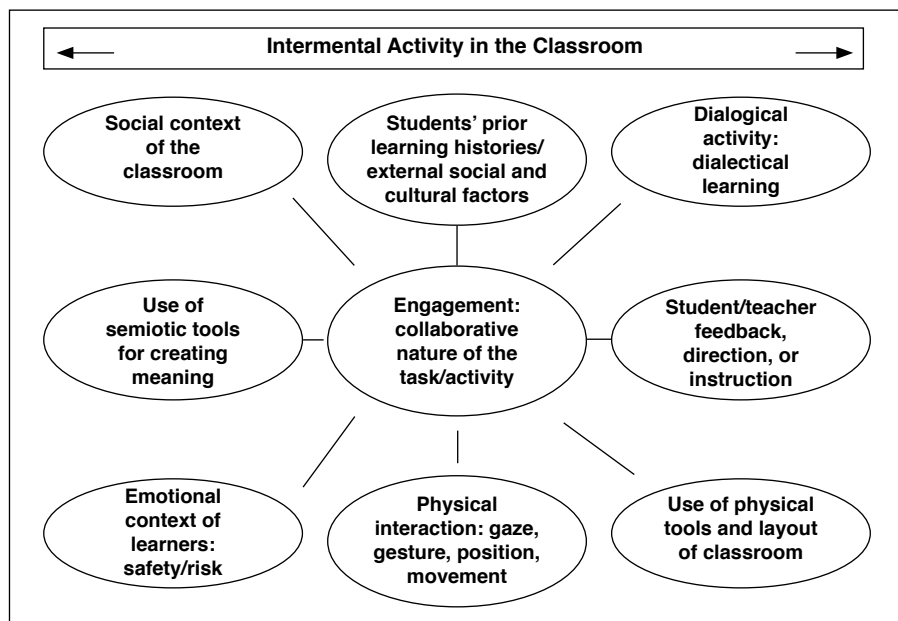 Intermental Activity in the Classroom
Social context
of the
classroom
Students’ prior
learning histories/
external social and
cultural factors
Dialogical
activity:
dialectical
learning
Use of
semiotic tools
for creating
meaning
Engagement:
collaborative
nature of the
task/activity
Student/teacher
feedback,
direction, or
instruction
Emotional
context of
learners:
safety/risk
Physical
interaction: gaze,
gesture, position,
movement
Use of physical
tools and layout
of classroom